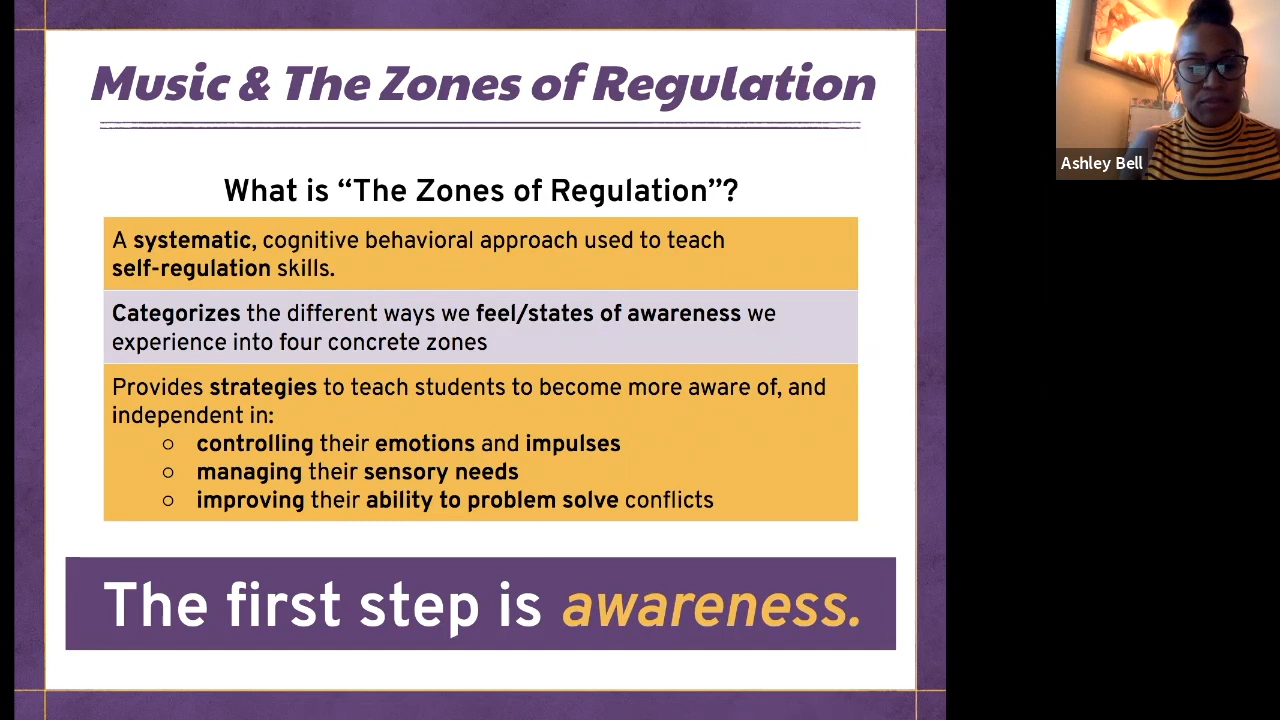 Music & The Zones of Regulation
What is “The Zones of Regulation”?
A systematic, cognitive behavioral approach used to teach
self-regulation skills.
Categorizes the different ways we feel/states of awareness we
experience into four concrete zones
Provides strategies to teach students to become more aware of, and
independent in:
○ controlling their emotions and impulses
○ managing their sensory needs
○ improving their ability to problem solve conflicts
The first step is awareness.
Ashley Bell